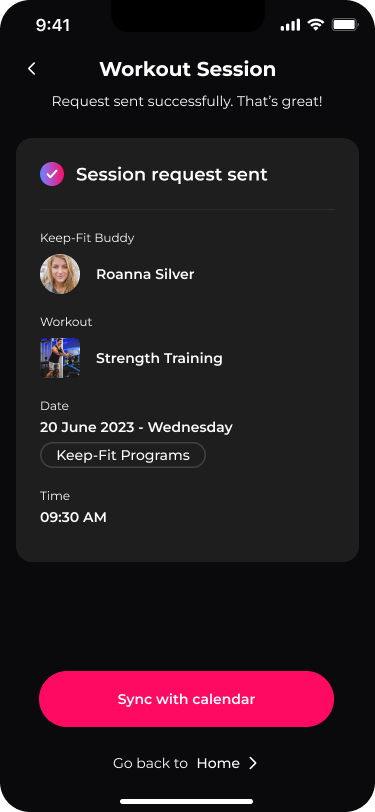 9:41
Workout Session
Request sent successfully. That’s great!
Session request sent
Keep-Fit Buddy
Roanna Silver
Workout
Strength Training
Date
20 June 2023 - Wednesday
Keep-Fit Programs
Time
09:30 AM
Sync with calendar
Go back to Home